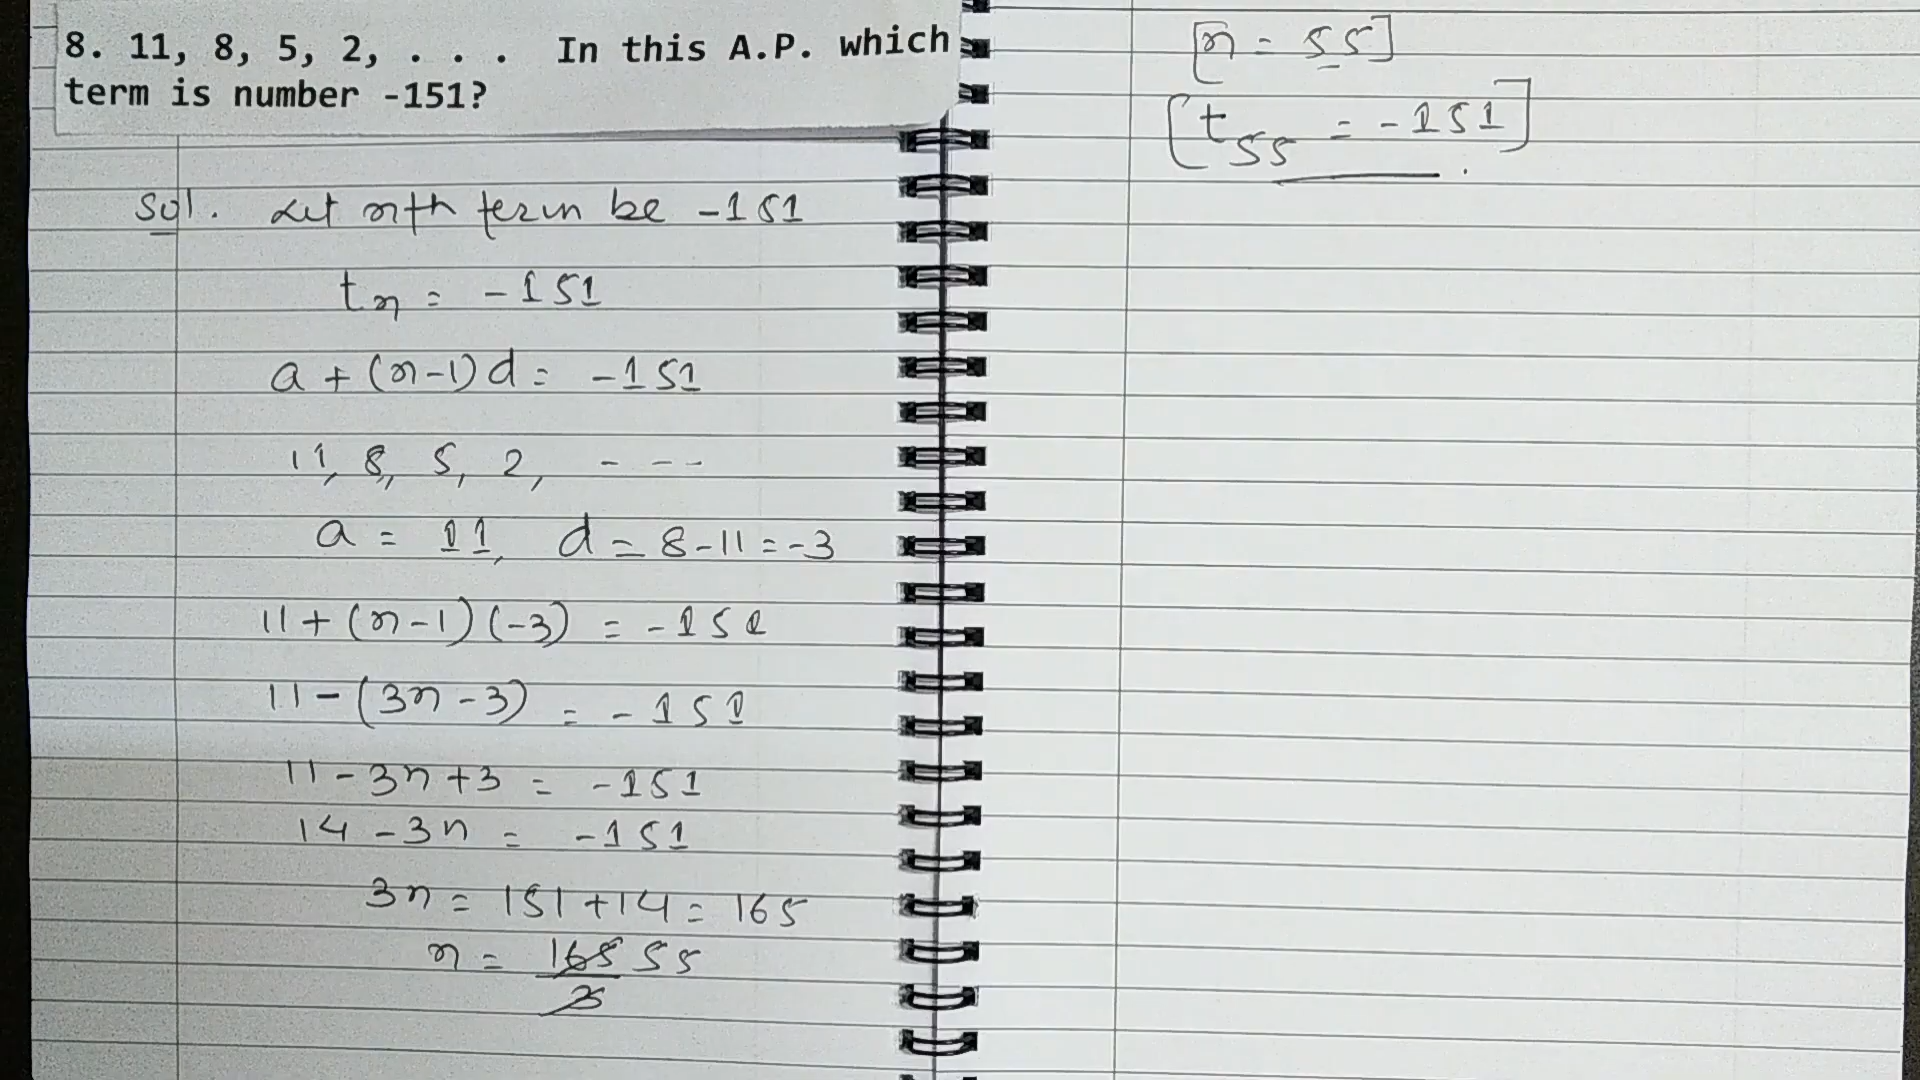 8. 11, 8, 5, 2, . . . In this A.P. which
term is number -151?
Sol. Let nth term be -151
tn = -151
a + (n-1) d = -151
11, 8, 5, 2, - - - -
a = 11, d = 8-11 = -3
11 + (n-1) (-3) = -151
11 - (3n - 3) = -151
11 - 3n + 3 = -151
14 - 3n = -151
3n = 151 + 14 = 165
n = 165 55
3
[n = 55]
[t55 = -151]